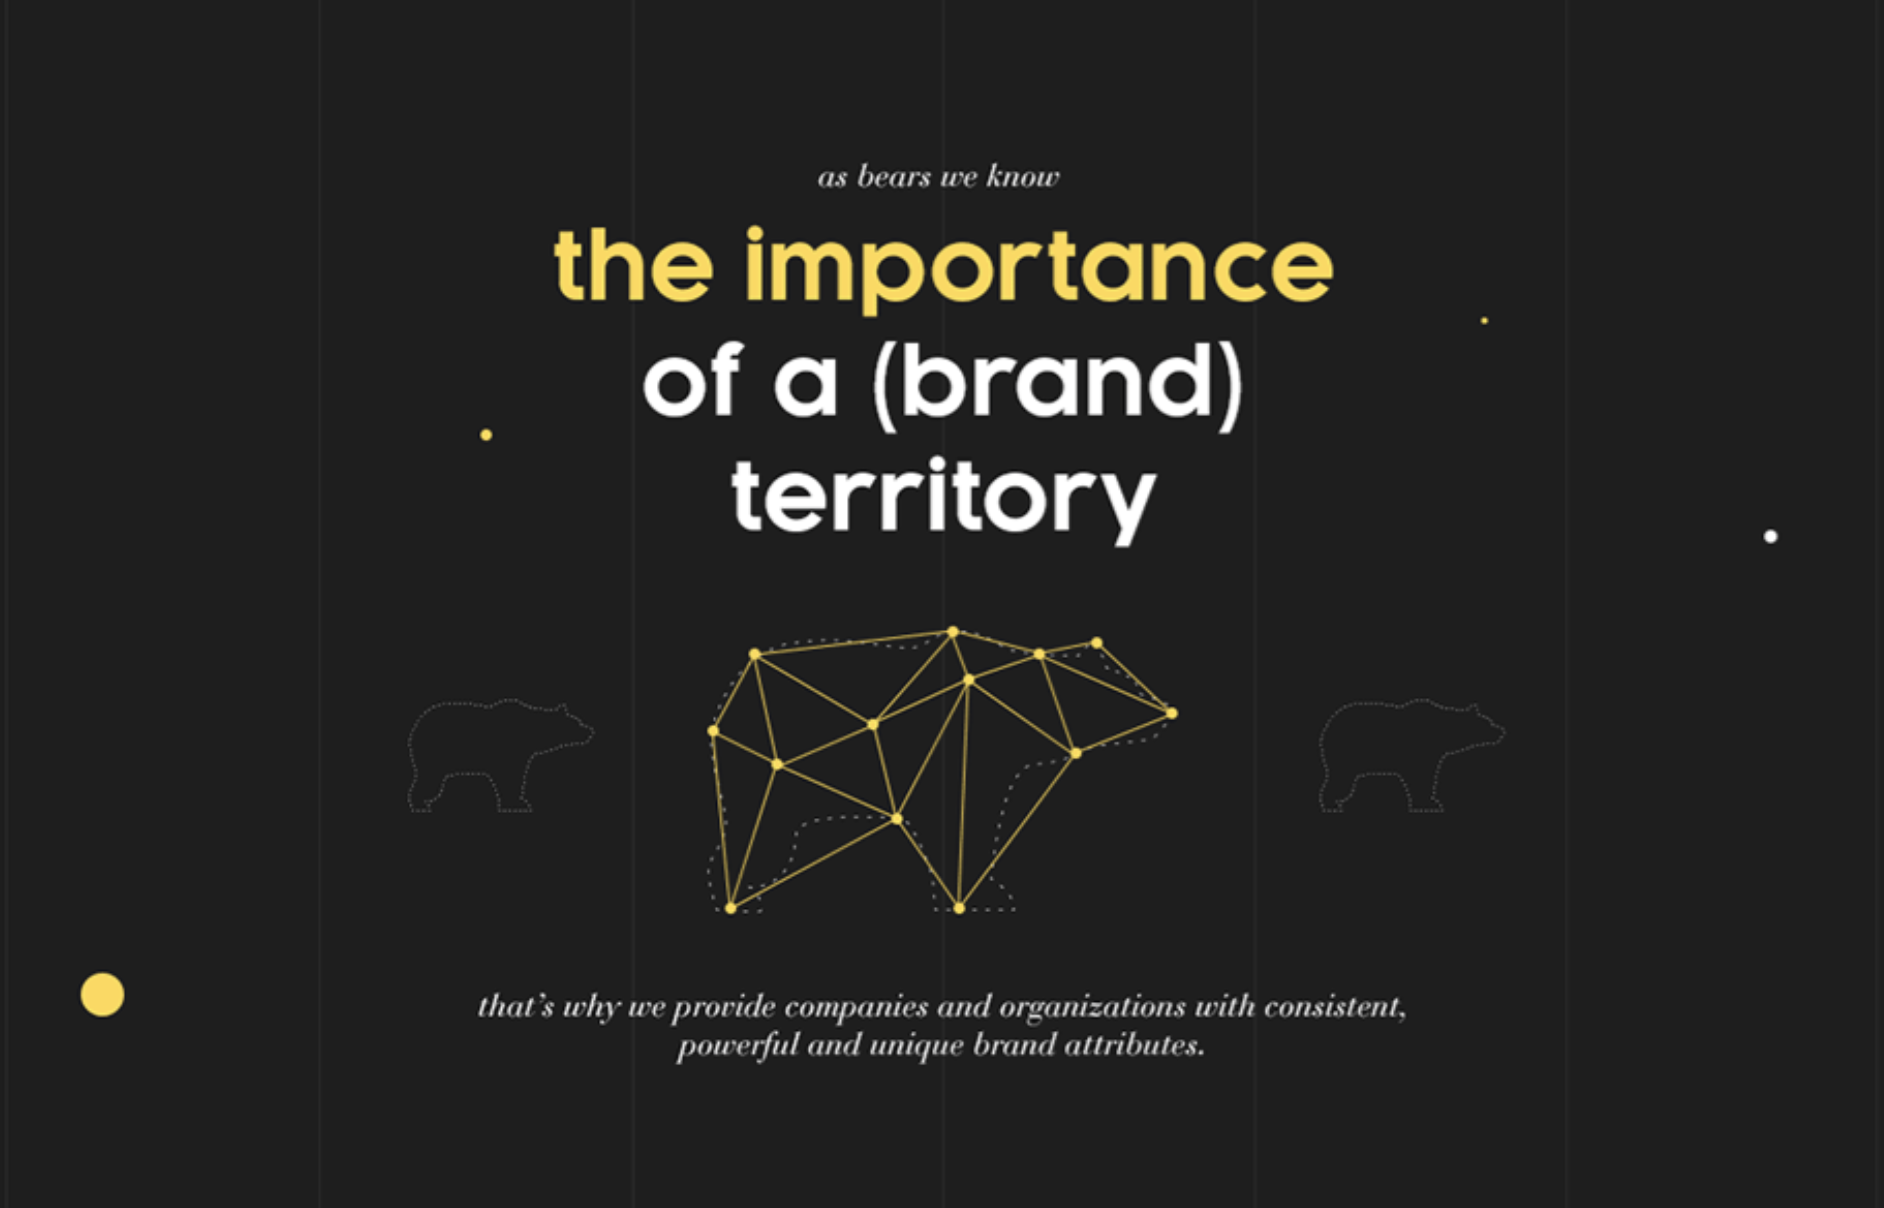 as bears we know
the importance
of a (brand)
territory
that’s why we provide companies and organizations with consistent,
powerful and unique brand attributes.